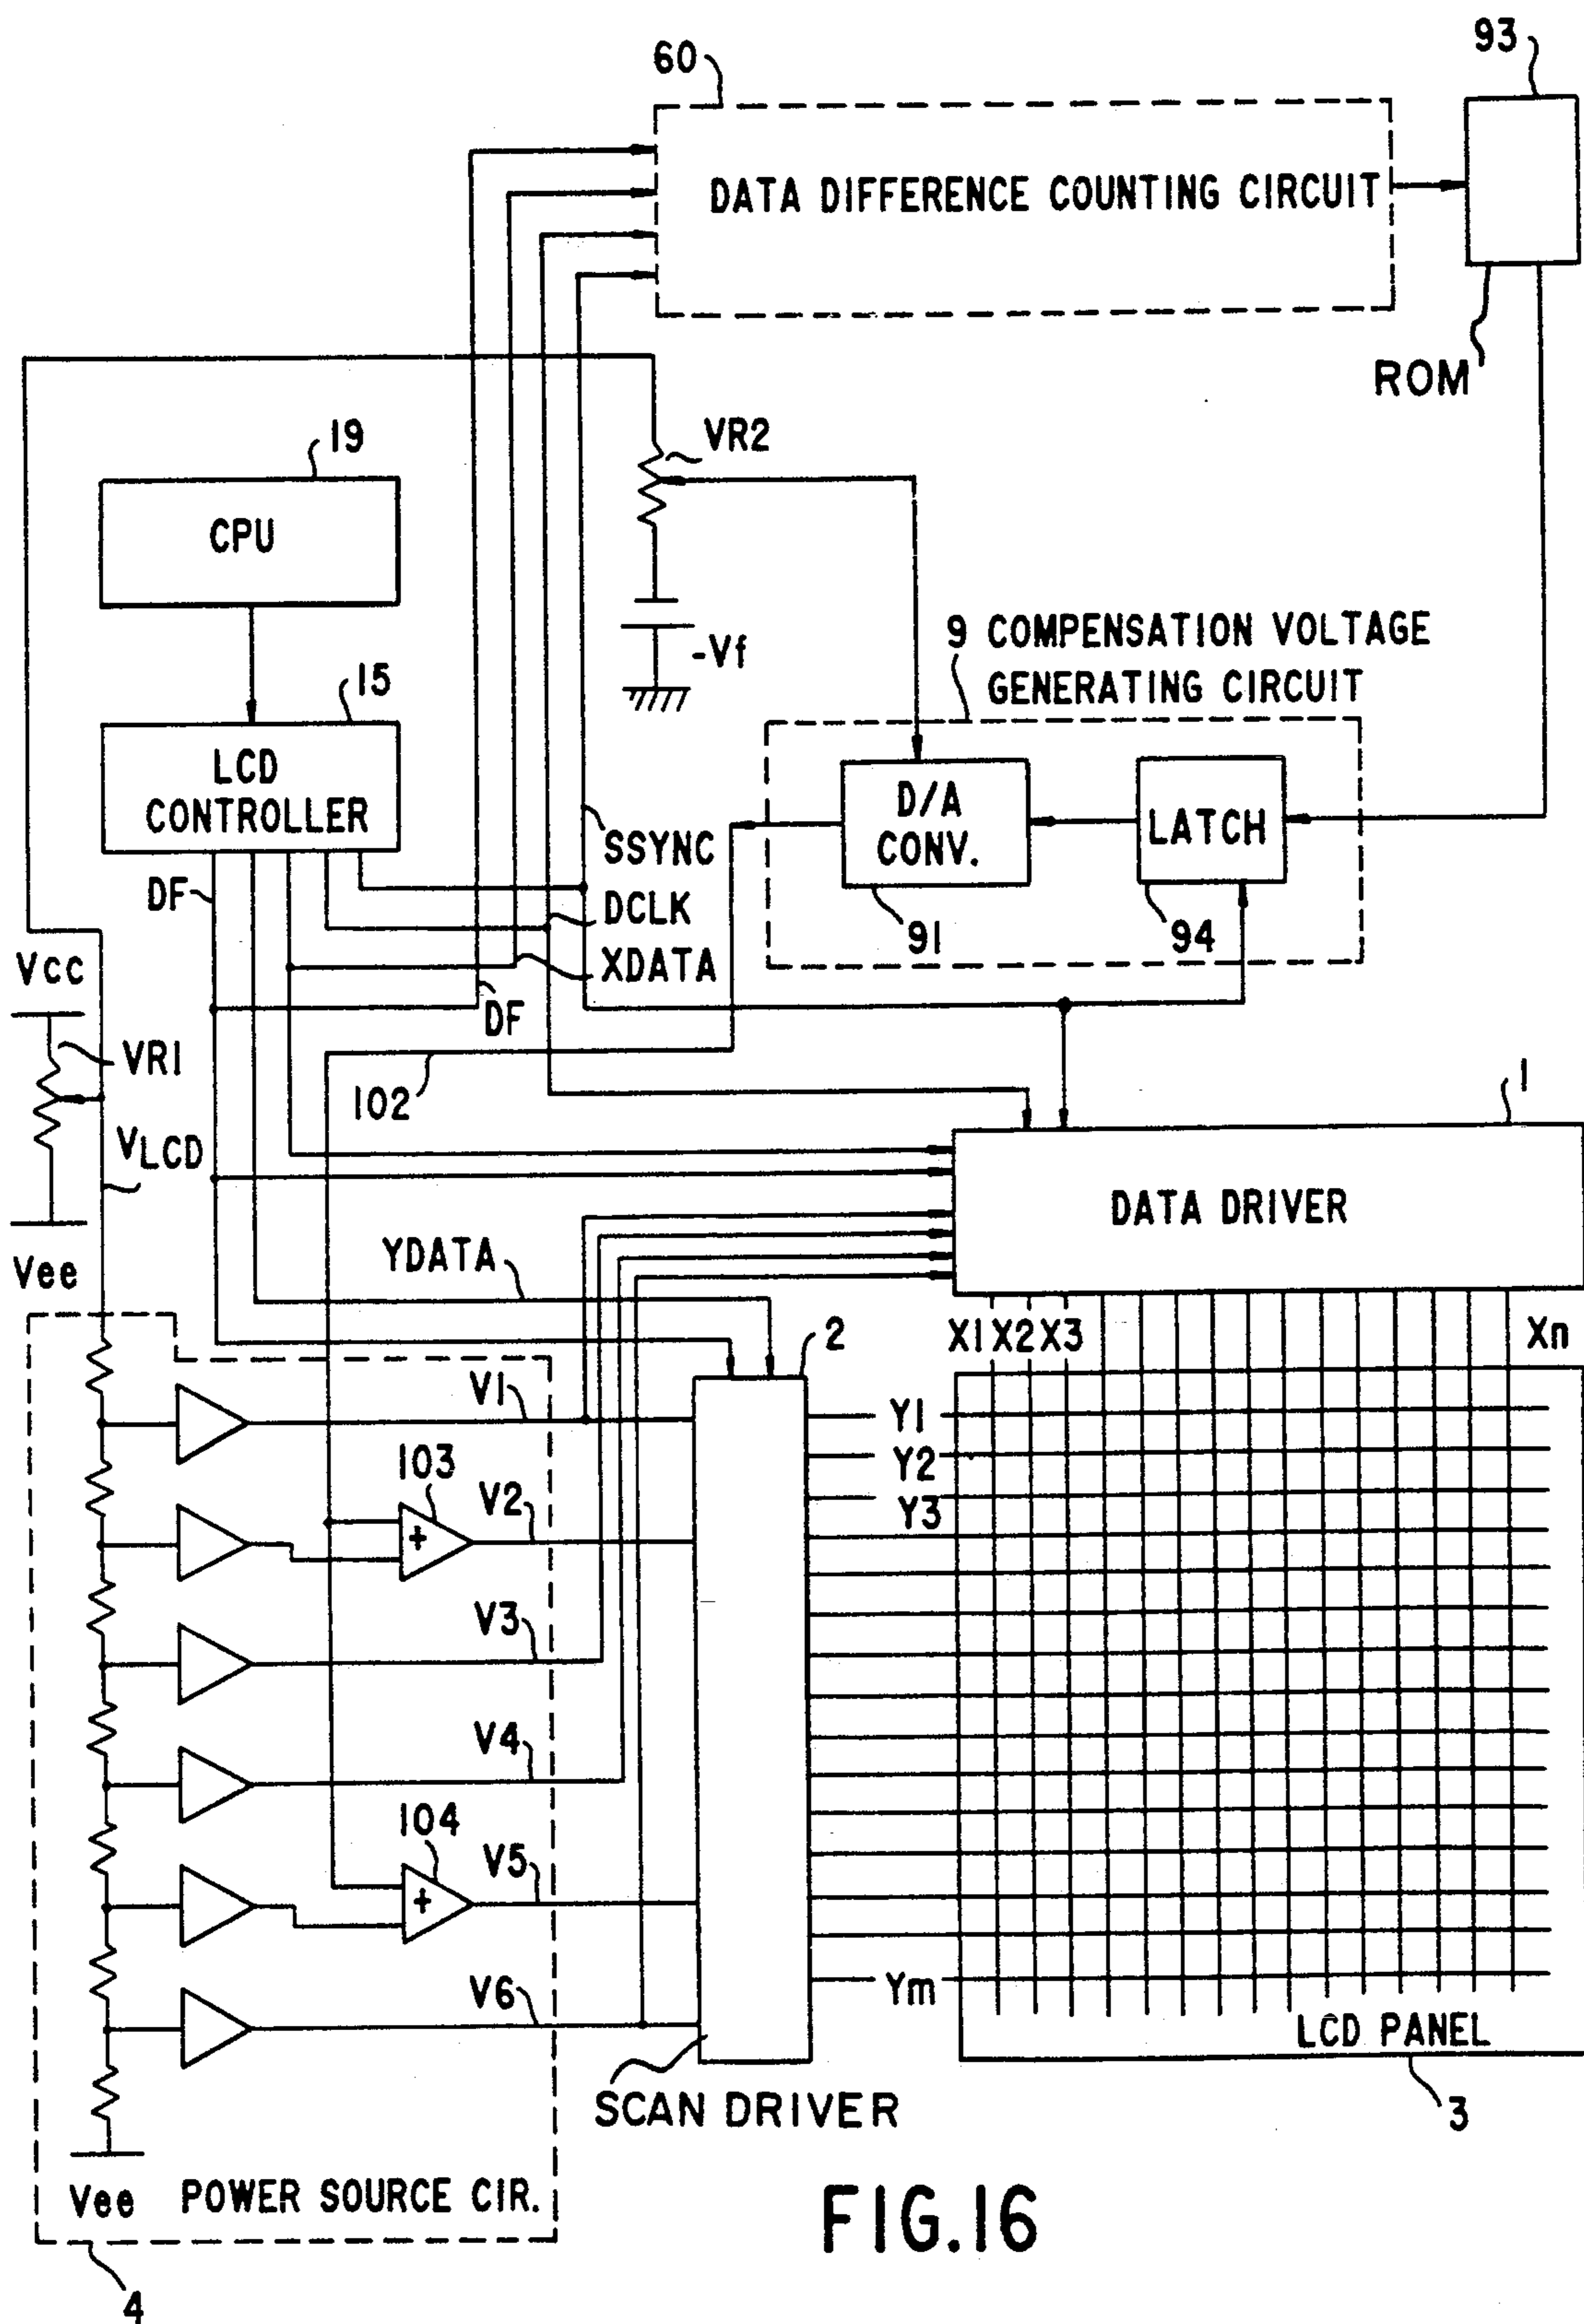 60
93
DATA DIFFERENCE COUNTING CIRCUIT
ROM
19
VR2
CPU
-Vf
9 COMPENSATION VOLTAGE
GENERATING CIRCUIT
15
LCD
CONTROLLER
D/A
CONV.
LATCH
SSYNC
DF
DCLK
91
94
XDATA
Vcc
DF
VR1
102
1
VLCD
DATA DRIVER
YDATA
Vee
2
X1 X2 X3
Xn
V1
Y1
103
Y2
V2
Y3
V3
V4
104
V5
V6
Ym
LCD PANEL
SCAN DRIVER
3
Vee
POWER SOURCE CIR.
FIG.16
4
+
+